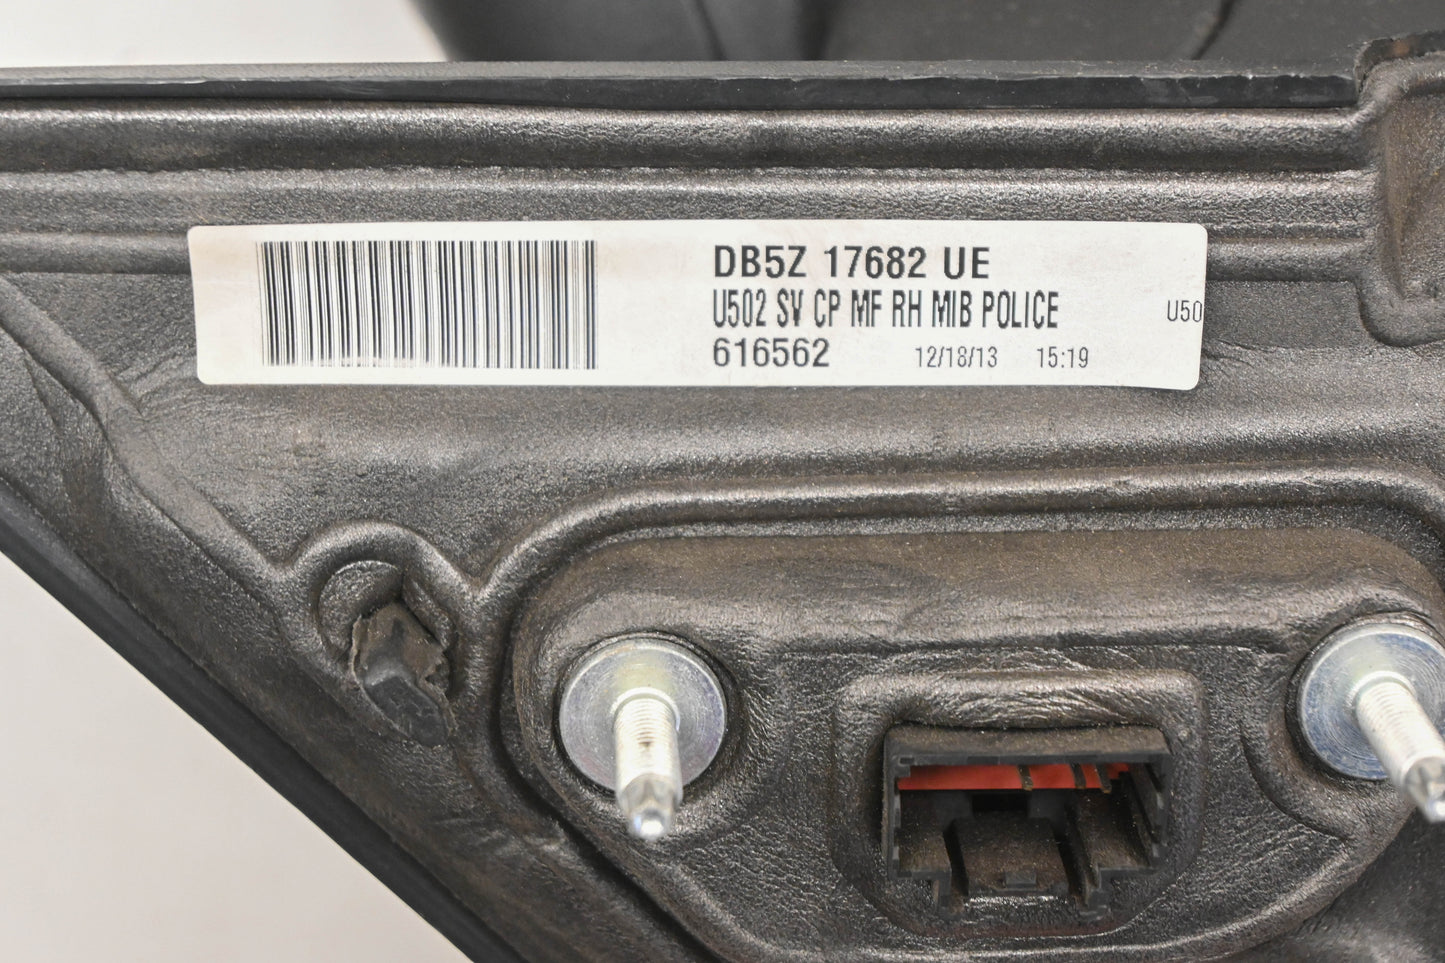 DB5Z 17682 UE
U502 SV CP MF RH MIB POLICE
U50
616562 12/18/13 15:19